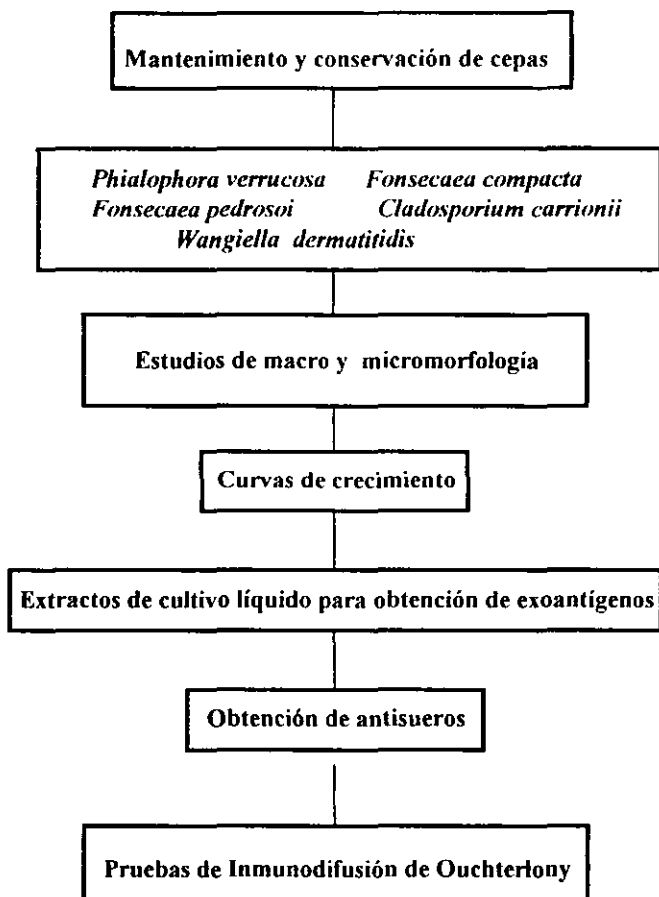 Mantenimiento y conservación de cepas
Phialophora verrucosa Fonsecaea compacta
Fonsecaea pedrosoi Cladosporium carrionii
Wangiella dermatitidis
Estudios de macro y micromorfología
Curvas de crecimiento
Extractos de cultivo líquido para obtención de exoantígenos
Obtención de antisueros
Pruebas de Inmunodifusión de Ouchterlony